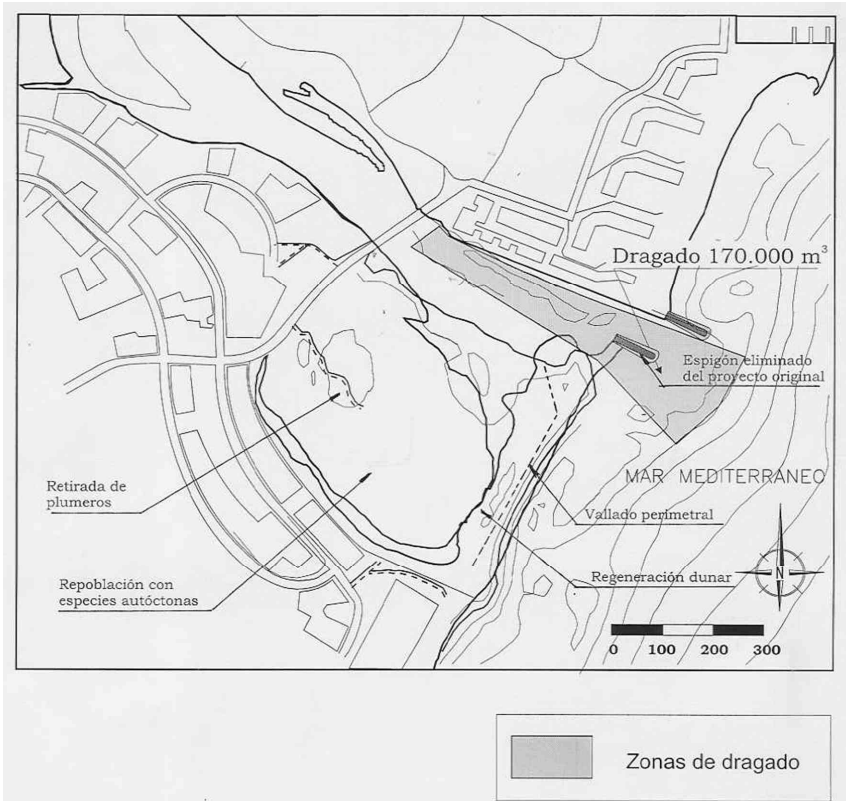 Dragado 170.000 m³
Espigón eliminado
del proyecto original
MAR MEDITERRANEO
Retirada de
plumeros
Vallado perimetral
Repoblación con
especies autóctonas
Regeneración dunar
N
0 100 200 300
Zonas de dragado